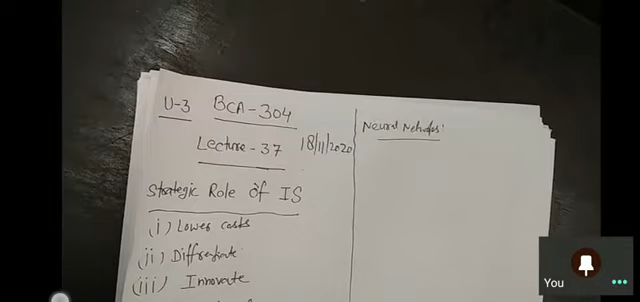 U-3 BCA-304
Lecture-37 18/11/2020
Strategic Role of IS
(i) Lower costs
(ii) Differentiate
(iii) Innovate
Neural Networks:
You